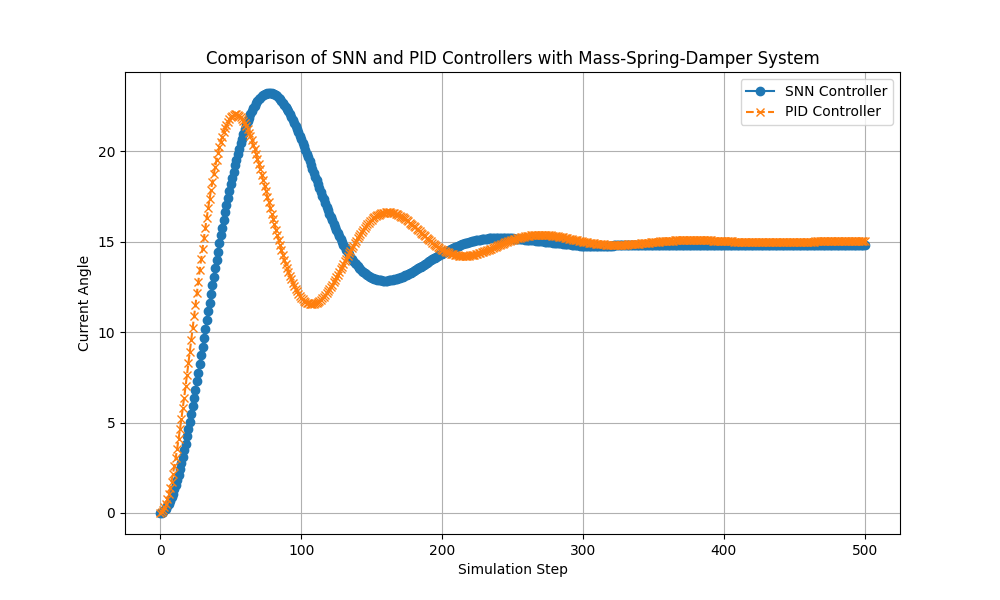 Comparison of SNN and PID Controllers with Mass-Spring-Damper System
SNN Controller
PID Controller
Current Angle
20
15
10
5
0
0 100 200 300 400 500
Simulation Step